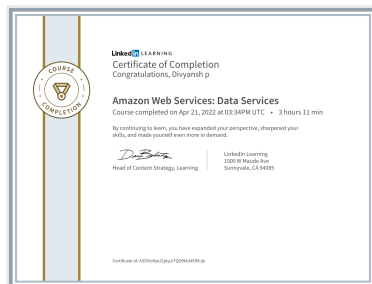 LinkedIn LEARNING
Certificate of Completion
Congratulations, Divyansh p
COURSE
COMPLETION
Amazon Web Services: Data Services
Course completed on Apr 21, 2022 at 03:34PM UTC • 3 hours 11 min
By continuing to learn, you have expanded your perspective, sharpened your
skills, and made yourself even more in demand.
Head of Content Strategy, Learning
LinkedIn Learning
1000 W Maude Ave
Sunnyvale, CA 94085
Certificate Id: